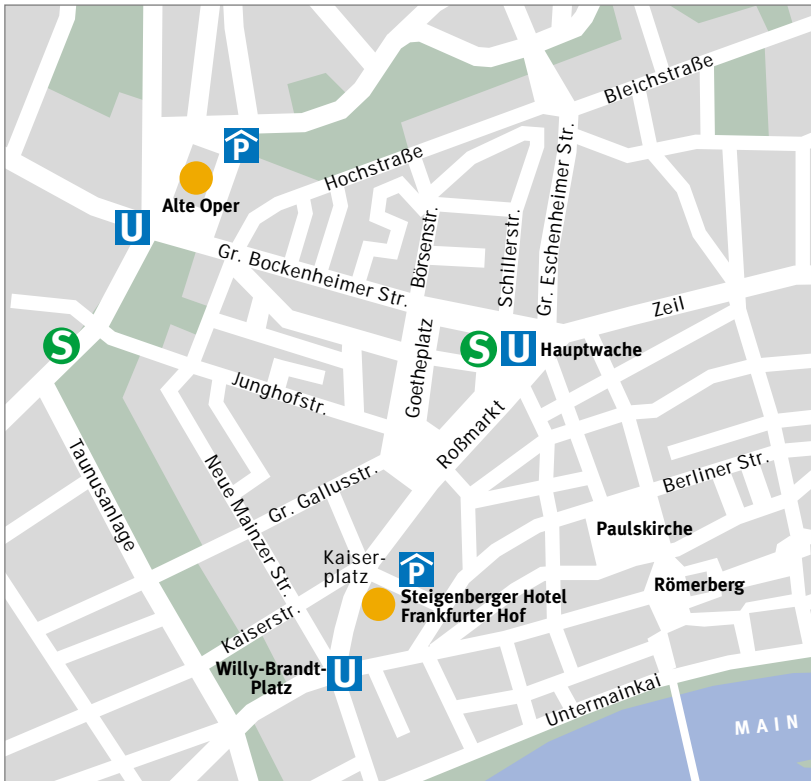 Bleichstraße
P
Hochstraße
Gr. Eschenheimer Str.
Alte Oper
U
Gr. Bockenheimer Str.
Börsenstr.
Schillerstr.
Zeil
S
S
U
Hauptwache
Goetheplatz
Junghofstr.
Roßmarkt
Taunusanlage
Neue Mainzer Str.
Gr. Gallusstr.
Berliner Str.
Paulskirche
Kaiser-
platz
P
Römerberg
Steigenberger Hotel
Frankfurter Hof
Kaiserstr.
Willy-Brandt-
Platz
U
Untermainkai
MAIN